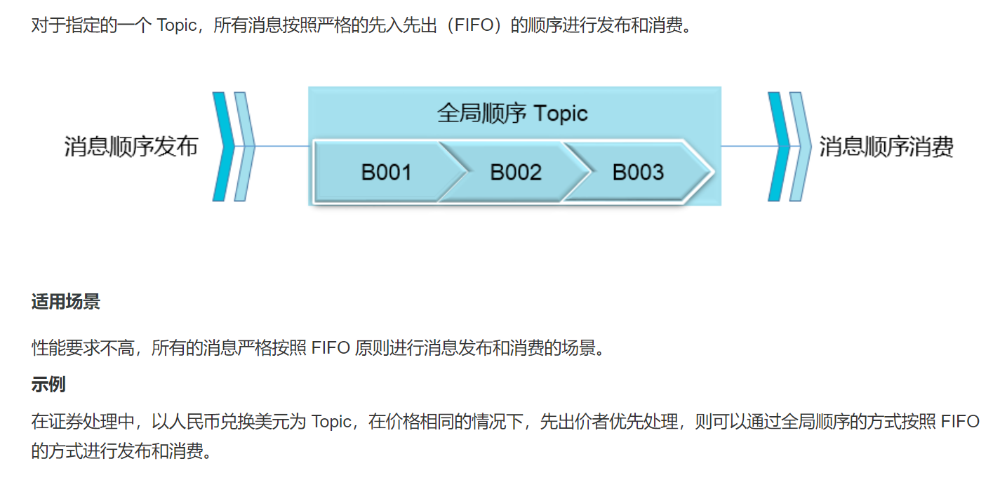 对于指定的一个 Topic，所有消息按照严格的先入先出（FIFO）的顺序进行发布和消费。
全局顺序 Topic
消息顺序发布
B001
B002
B003
消息顺序消费
适用场景
性能要求不高，所有的消息严格按照 FIFO 原则进行消息发布和消费的场景。
示例
在证券处理中，以人民币兑换美元为 Topic，在价格相同的情况下，先出价者优先处理，则可以通过全局顺序的方式按照 FIFO
的方式进行发布和消费。